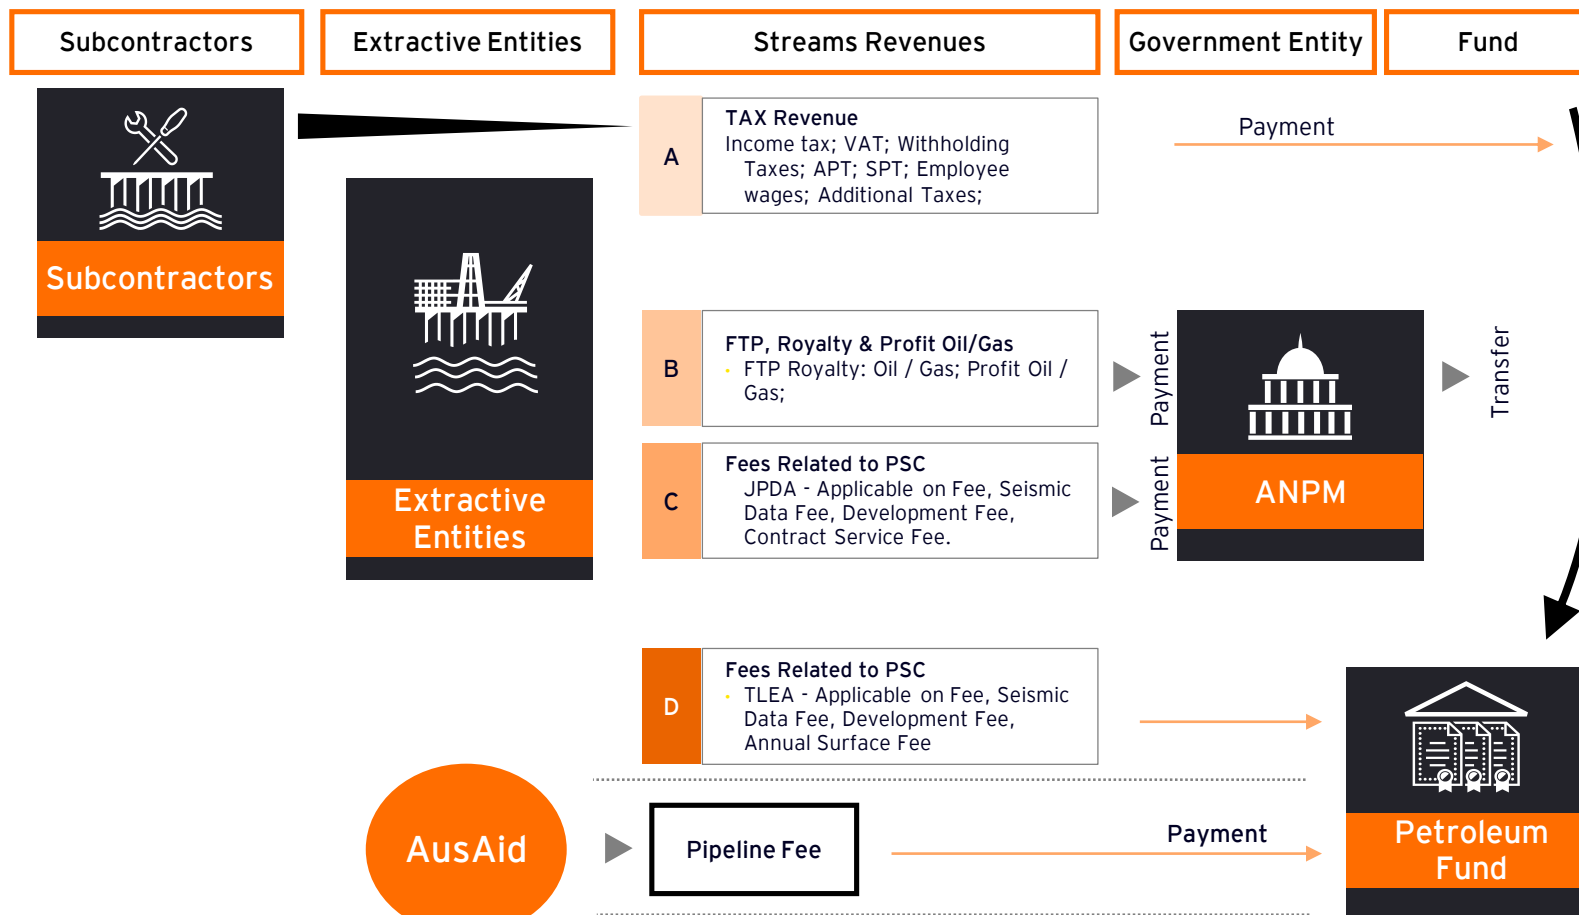 Subcontractors
Extractive Entities
Streams Revenues
Government Entity
Fund
Subcontractors
Extractive
Entities
A
TAX Revenue
Income tax; VAT; Withholding
Taxes; APT; SPT; Employee
wages; Additional Taxes;
Payment
B
FTP, Royalty & Profit Oil/Gas
• FTP Royalty: Oil / Gas; Profit Oil /
Gas;
Payment
ANPM
Transfer
C
Fees Related to PSC
JPDA - Applicable on Fee, Seismic
Data Fee, Development Fee,
Contract Service Fee.
Payment
D
Fees Related to PSC
• TLEA - Applicable on Fee, Seismic
Data Fee, Development Fee,
Annual Surface Fee
AusAid
Pipeline Fee
Payment
Petroleum
Fund